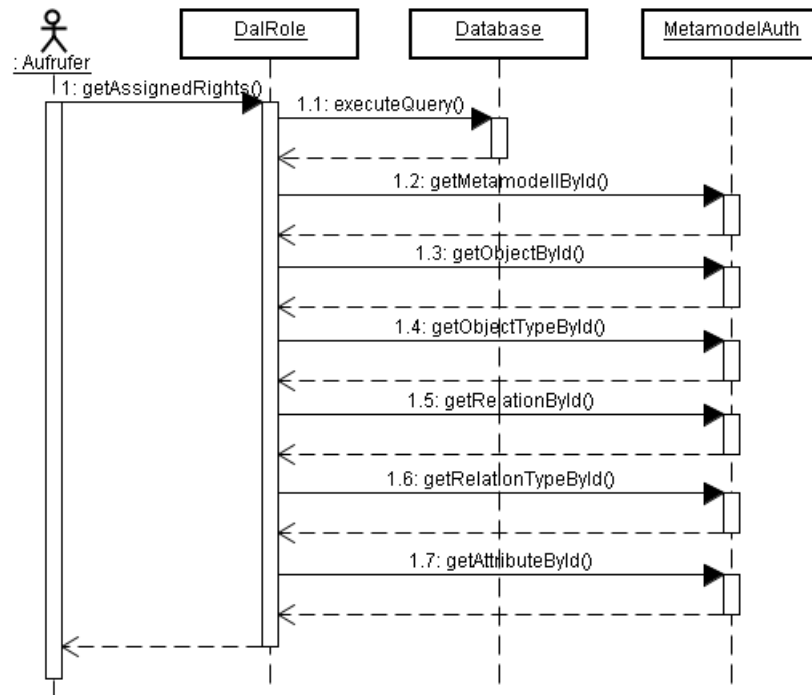 DalRole
Database
MetamodelAuth
: Aufrufer
1: getAssignedRights()
1.1: executeQuery()
1.2: getMetamodellById()
1.3: getObjectById()
1.4: getObjectTypeById()
1.5: getRelationById()
1.6: getRelationTypeById()
1.7: getAttributeById()